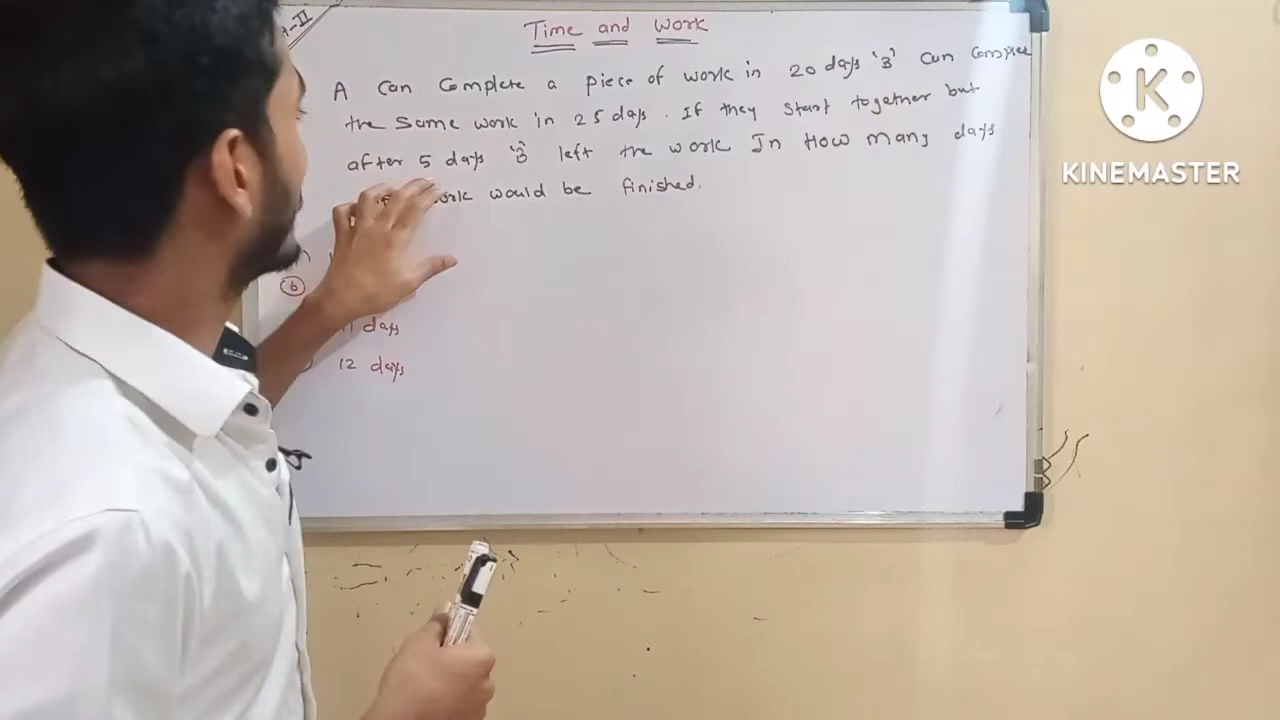 Time and work
A can complete a piece of work in 20 days 'B' can complete
the same work in 25 days. If they start together but
after 5 days 'B' left the work In How many days
work would be finished.
(b)
11 days
12 days
K
KINEMASTER